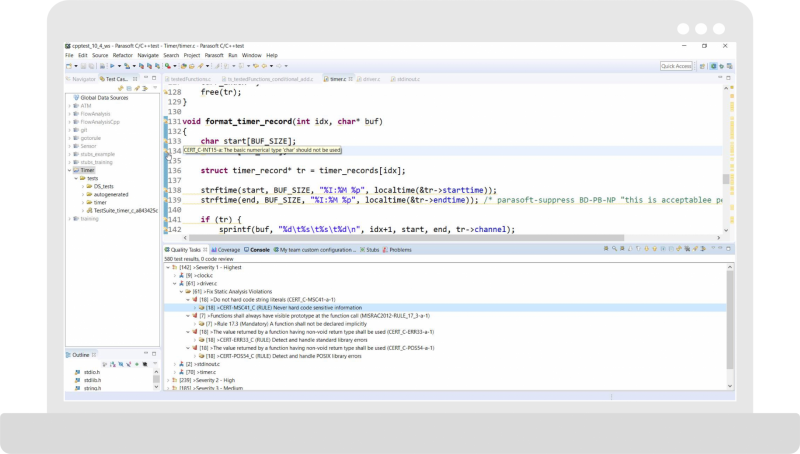 cpptest_10_4_ws - Parasoft C/C++test - Timer/timer.c - Parasoft C/C++test
File Edit Source Refactor Navigate Search Project Parasoft Run Window Help
Quick Access
Navigator Test Cas...
testedFunctions.c timer.c driver.c stdinout.c
Global Data Sources
ATM
FlowAnalysis
FlowAnalysisCpp
gtl
gotorule
Sensor
stubs_example
stubs_training
Timer
tests
DS_tests
autogenerated
timer
TestSuite_timer_c_a843425c
training
128 free(tr);
129 }
130
131 void format_timer_record(int idx, char* buf)
132 {
133 char start[BUF_SIZE];
134
CERT_C-INT15-a: The basic numerical type 'char' should not be used
136 struct timer_record* tr = timer_records[idx];
137
138 strftime(start, BUF_SIZE, "%I:%M %p", localtime(&tr->starttime));
139 strftime(end, BUF_SIZE, "%I:%M %p", localtime(&tr->endtime)); /* parasoft-suppress BD-PB-NP "this is acceptablee pe
140
141 if (tr) {
142 sprintf(buf, "%d\t%s\t%s\t%d\n", idx+1, start, end, tr->channel);
Quality Tasks Coverage Console My team custom configuration ... Stubs Problems
580 test results, 0 code review
[142] >Severity 1 - Highest
[9] >clock.c
[61] >driver.c
[61] >Fix Static Analysis Violations
[18] >Do not hard code string literals (CERT_C-MSC41-a-1)
[18] >CERT-MSC41_C (RULE) Never hard code sensitive information
[7] >Functions shall always have visible prototype at the function call (MISRAC2012-RULE_17_3-a-1)
[7] >Rule 17.3 (Mandatory) A function shall not be declared implicitly
[18] >The value returned by a function having non-void return type shall be used (CERT_C-ERR33-a-1)
[18] >CERT-ERR33_C (RULE) Detect and handle standard library errors
[18] >The value returned by a function having non-void return type shall be used (CERT_C-POS54-a-1)
[18] >CERT-POS54_C (RULE) Detect and handle POSIX library errors
[2] >stdinout.c
[70] >timer.c
[239] >Severity 2 - High
[185] >Severity 3 - Medium
Outline
stdio.h
stdlib.h
string.h